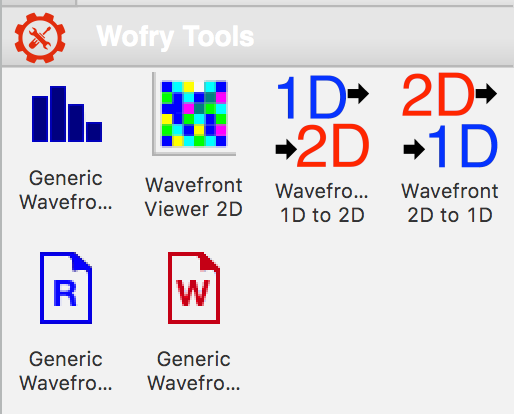 Wofry Tools
1D
2D
2D
1D
Generic
Wavefro...
Wavefront
Viewer 2D
Wavefro...
1D to 2D
Wavefront
2D to 1D
R
W
Generic
Wavefro...
Generic
Wavefro...